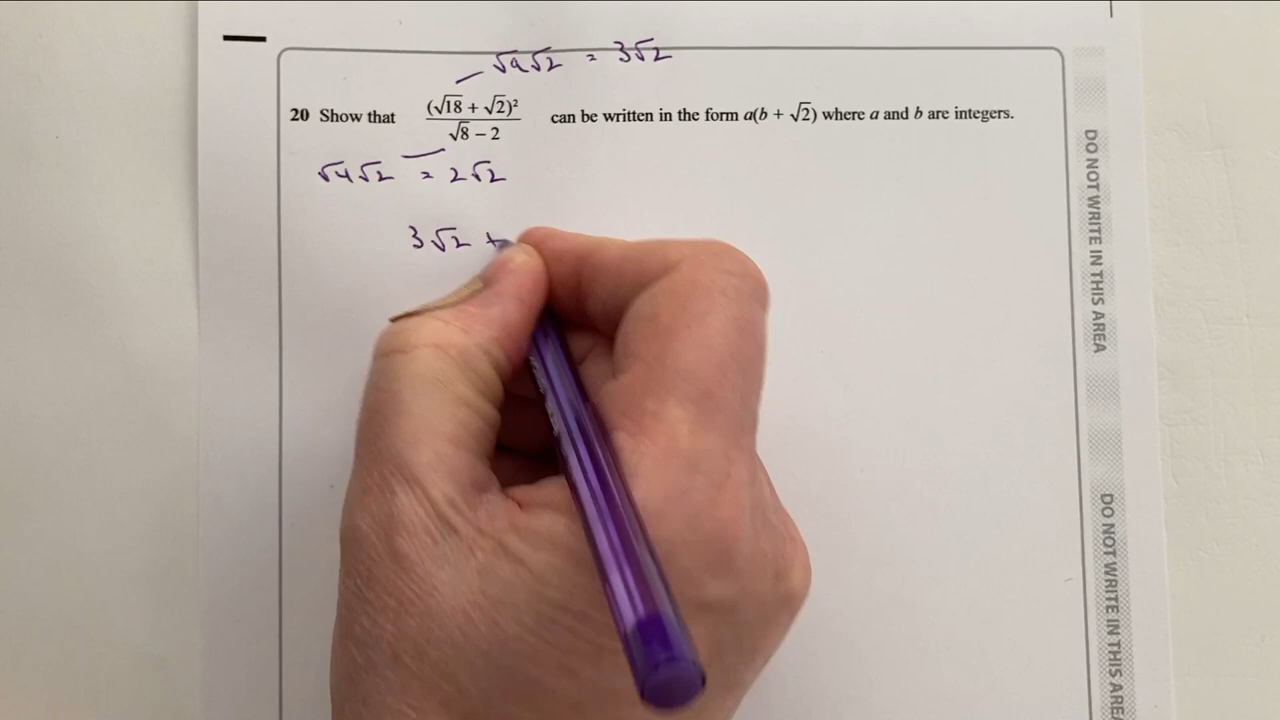 √9√2 = 3√2
20 Show that (√18 + √2)² / √8 – 2 can be written in the form a(b + √2) where a and b are integers.
√4√2 = 2√2
3√2 +
DO NOT WRITE IN THIS AREA
DO NOT WRITE IN THIS AREA